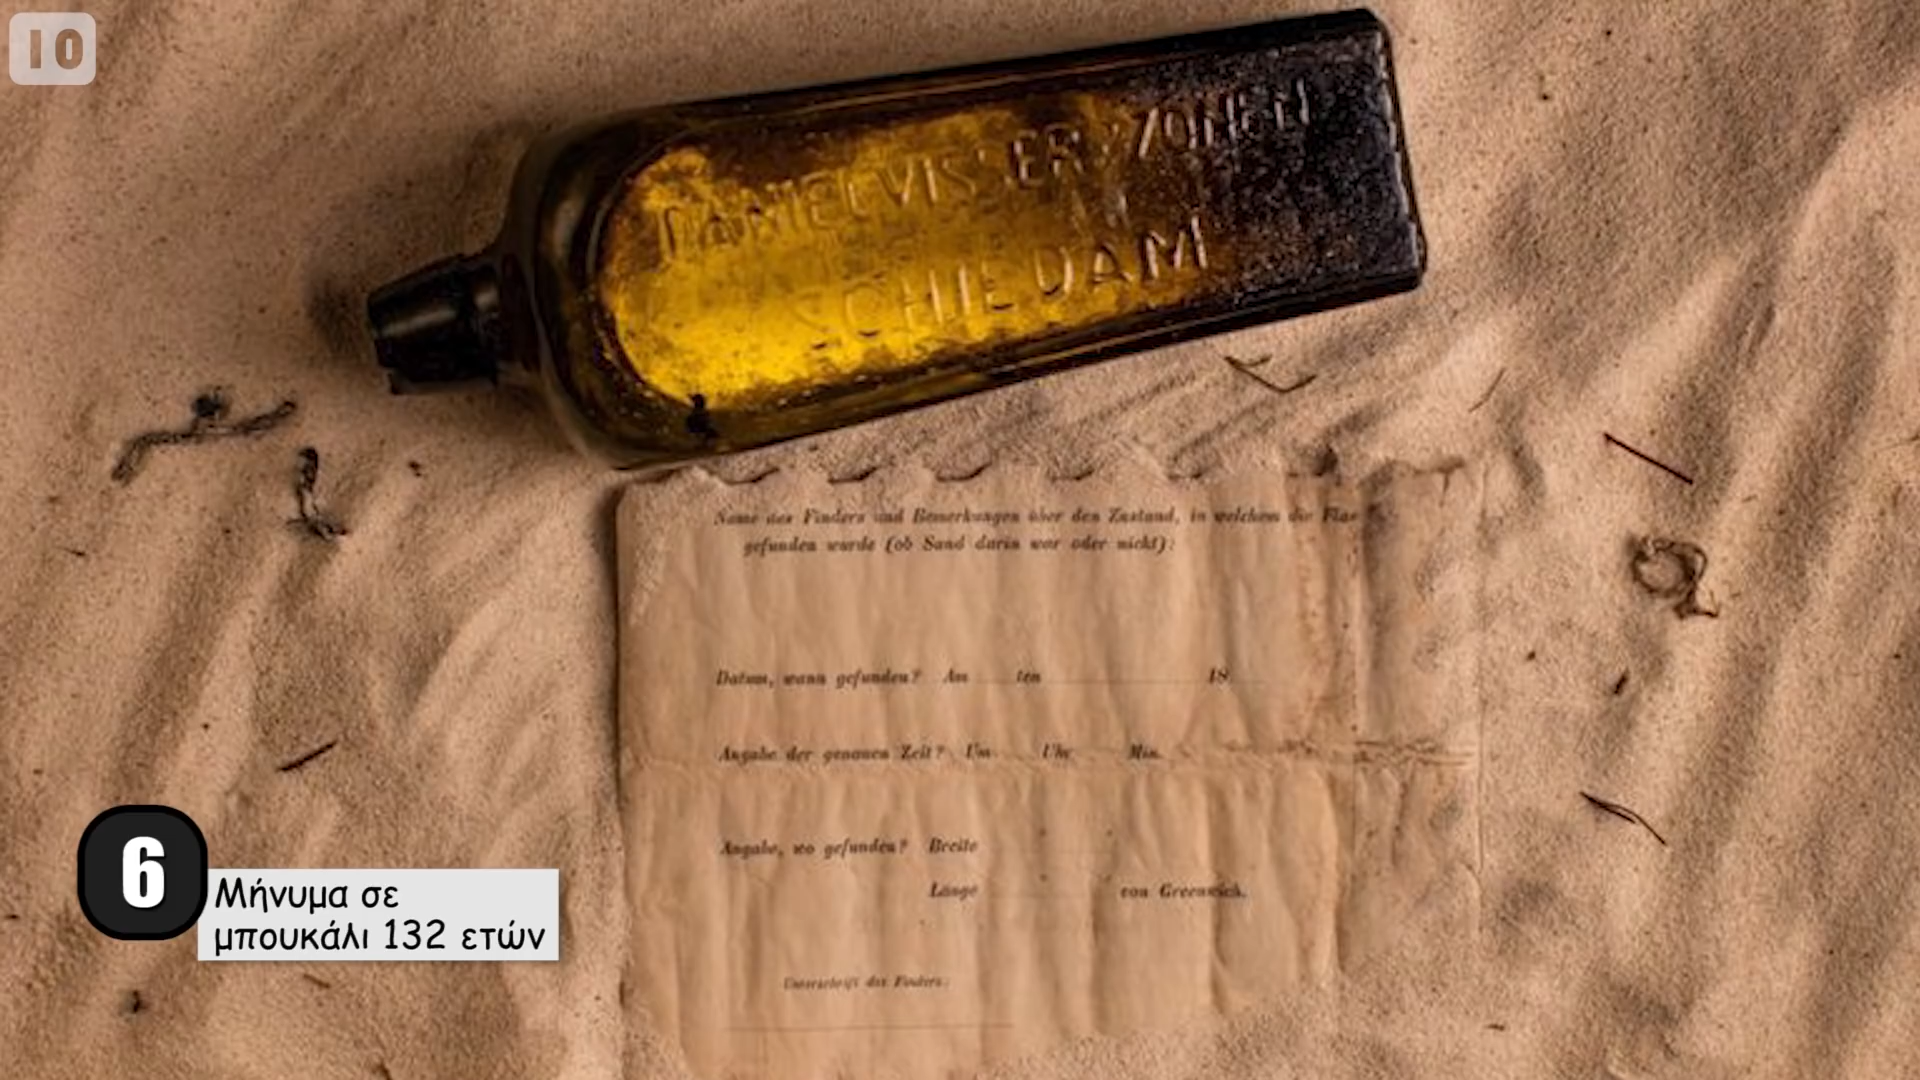 10
DANIEL VISSER & ZONEN
SCHIEDAM
Name des Finders und Bemerkungen über den Zustand, in welchem die Flas
gefunden wurde (ob Sand darin war oder nicht):
Datum, wann gefunden? Am ten 18
Angabe der genauen Zeit? Um Uhr Min.
Angabe, wo gefunden? Breite
Länge von Greenwich.
Unterschrift des Finders:
6
Μήνυμα σε
μπουκάλι 132 ετών